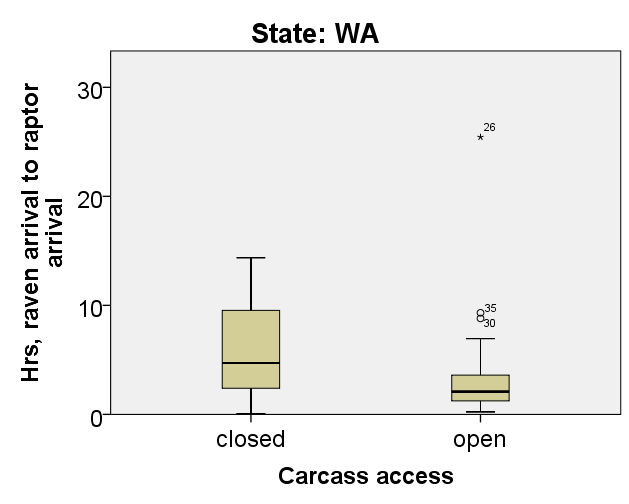 State: WA
Hrs, raven arrival to raptor
arrival
30
20
10
0
26
35
30
closed
open
Carcass access